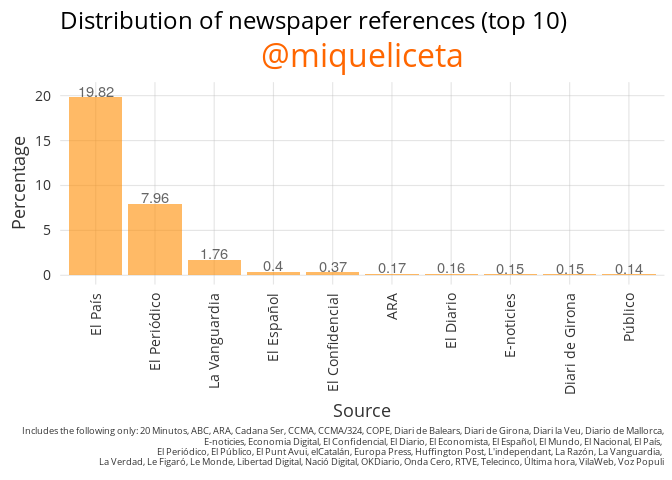 Distribution of newspaper references (top 10)
@miqueliceta
Percentage
20
15
10
5
0
19.82
7.96
1.76
0.4
0.37
0.17
0.16
0.15
0.15
0.14
El País
El Periódico
La Vanguardia
El Español
El Confidencial
ARA
El Diario
E-noticies
Diari de Girona
Público
Source
Includes the following only: 20 Minutos, ABC, ARA, Cadana Ser, CCMA, CCMA/324, COPE, Diari de Balears, Diari de Girona, Diari la Veu, Diario de Mallorca,
E-noticies, Economia Digital, El Confidencial, El Diario, El Economista, El Español, El Mundo, El Nacional, El País,
El Periódico, El Público, El Punt Avui, elCatalán, Europa Press, Huffington Post, L'independant, La Razón, La Vanguardia,
La Verdad, Le Figaró, Le Monde, Libertad Digital, Nació Digital, OKDiario, Onda Cero, RTVE, Telecinco, Última hora, VilaWeb, Voz Populi